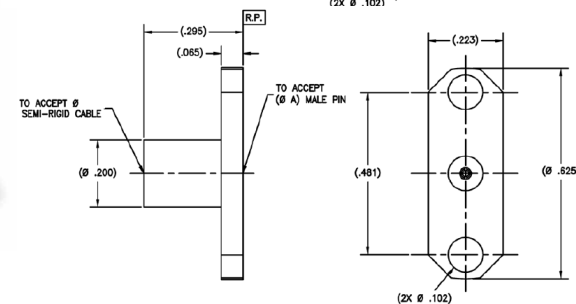 (2X Ø .102)
R.P.
(.295)
(.065)
TO ACCEPT Ø
SEMI-RIGID CABLE
TO ACCEPT
(Ø A) MALE PIN
(Ø .200)
(.223)
(.481)
(Ø .625
(2X Ø .102)